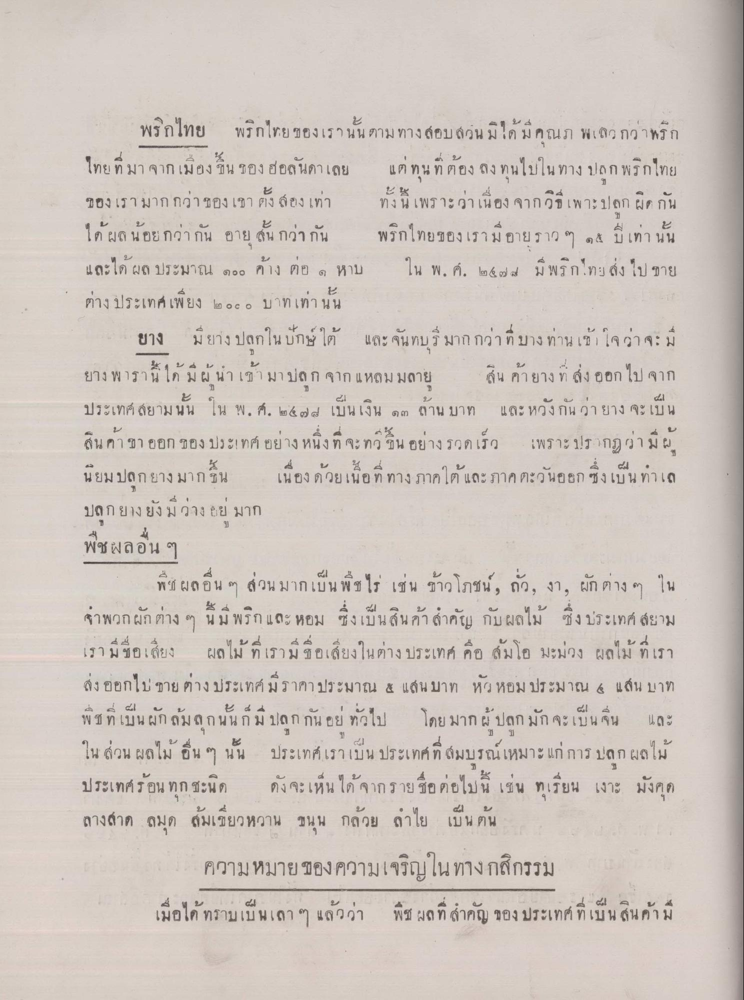 พริกไทย พริกไทยของเรานั้นตามทางสอบสวนมิได้มีคุณภาพเลวกว่าพริก
ไทยที่มาจากเมืองขึ้นของฮอลันดาเลย แต่ทุนที่ต้องลงทุนไปในทางปลูกพริกไทย
ของเรามากกว่าของเขาตั้งสองเท่า ทั้งนี้เพราะว่าเนื่องจากวิธีเพาะปลูกผิดกัน
ได้ผลน้อยกว่ากัน อายุสั้นกว่ากัน พริกไทยของเรามีอายุราวๆ ๑๕ ปีเท่านั้น
และได้ผลประมาณ ๑๐๐ ค้าง ต่อ ๑ หาบ ใน พ.ศ. ๒๔๗๘ มีพริกไทยส่งไปขาย
ต่างประเทศเพียง ๒๐๙๐ บาทเท่านั้น
ยาง มียางปลูกในปักษ์ใต้ และจันทบุรีมากกว่าที่บางท่านเข้าใจว่าจะมี
ยางพารานี้ได้มีผู้นำเข้ามาปลูกจากแหลมมลายู สินค้ายางที่ส่งออกไปจาก
ประเทศสยามนั้น ใน พ.ศ. ๒๔๗๘ เป็นเงิน ๑๓ ล้านบาท และหวังกันว่ายางจะเป็น
สินค้าขาออกของประเทศอย่างหนึ่งที่จะทวีขึ้นอย่างรวดเร็ว เพราะปรากฏว่ามีผู้
นิยมปลูกยางมากขึ้น เนื่องด้วยเนื้อที่ทางภาคใต้และภาคตะวันออกซึ่งเป็นทำเล
ปลูกยางยังมีว่างอยู่มาก
พืชผลอื่นๆ
พืชผลอื่นๆ ส่วนมากเป็นพืชไร่ เช่น ข้าวโภชน์, ถั่ว, งา, ผักต่างๆ ใน
จำพวกผักต่างๆ นี้มีพริกและหอม ซึ่งเป็นสินค้าสำคัญ กับผลไม้ ซึ่งประเทศสยาม
เรามีชื่อเสียง ผลไม้ที่เรามีชื่อเสียงในต่างประเทศ คือ ส้มโอ มะม่วง ผลไม้ที่เรา
ส่งออกไปขายต่างประเทศมีราคาประมาณ ๕ แสนบาท หัวหอมประมาณ ๔ แสนบาท
พืชที่เป็นผักล้มลุกนั้นก็มีปลูกกันอยู่ทั่วไป โดยมากผู้ปลูกมักจะเป็นจีน และ
ในส่วนผลไม้อื่นๆ นั้น ประเทศเราเป็นประเทศที่สมบูรณ์เหมาะแก่การปลูกผลไม้
ประเทศร้อนทุกชะนิด ดังจะเห็นได้จากรายชื่อต่อไปนี้ เช่น ทุเรียน เงาะ มังคุด
ลางสาด ลมุด ส้มเขียวหวาน ขนุน กล้วย ลำไย เป็นต้น
ความหมายของความเจริญในทางกสิกรรม
เมื่อได้ทราบเป็นเลาๆ แล้วว่า พืชผลที่สำคัญของประเทศที่เป็นสินค้ามี